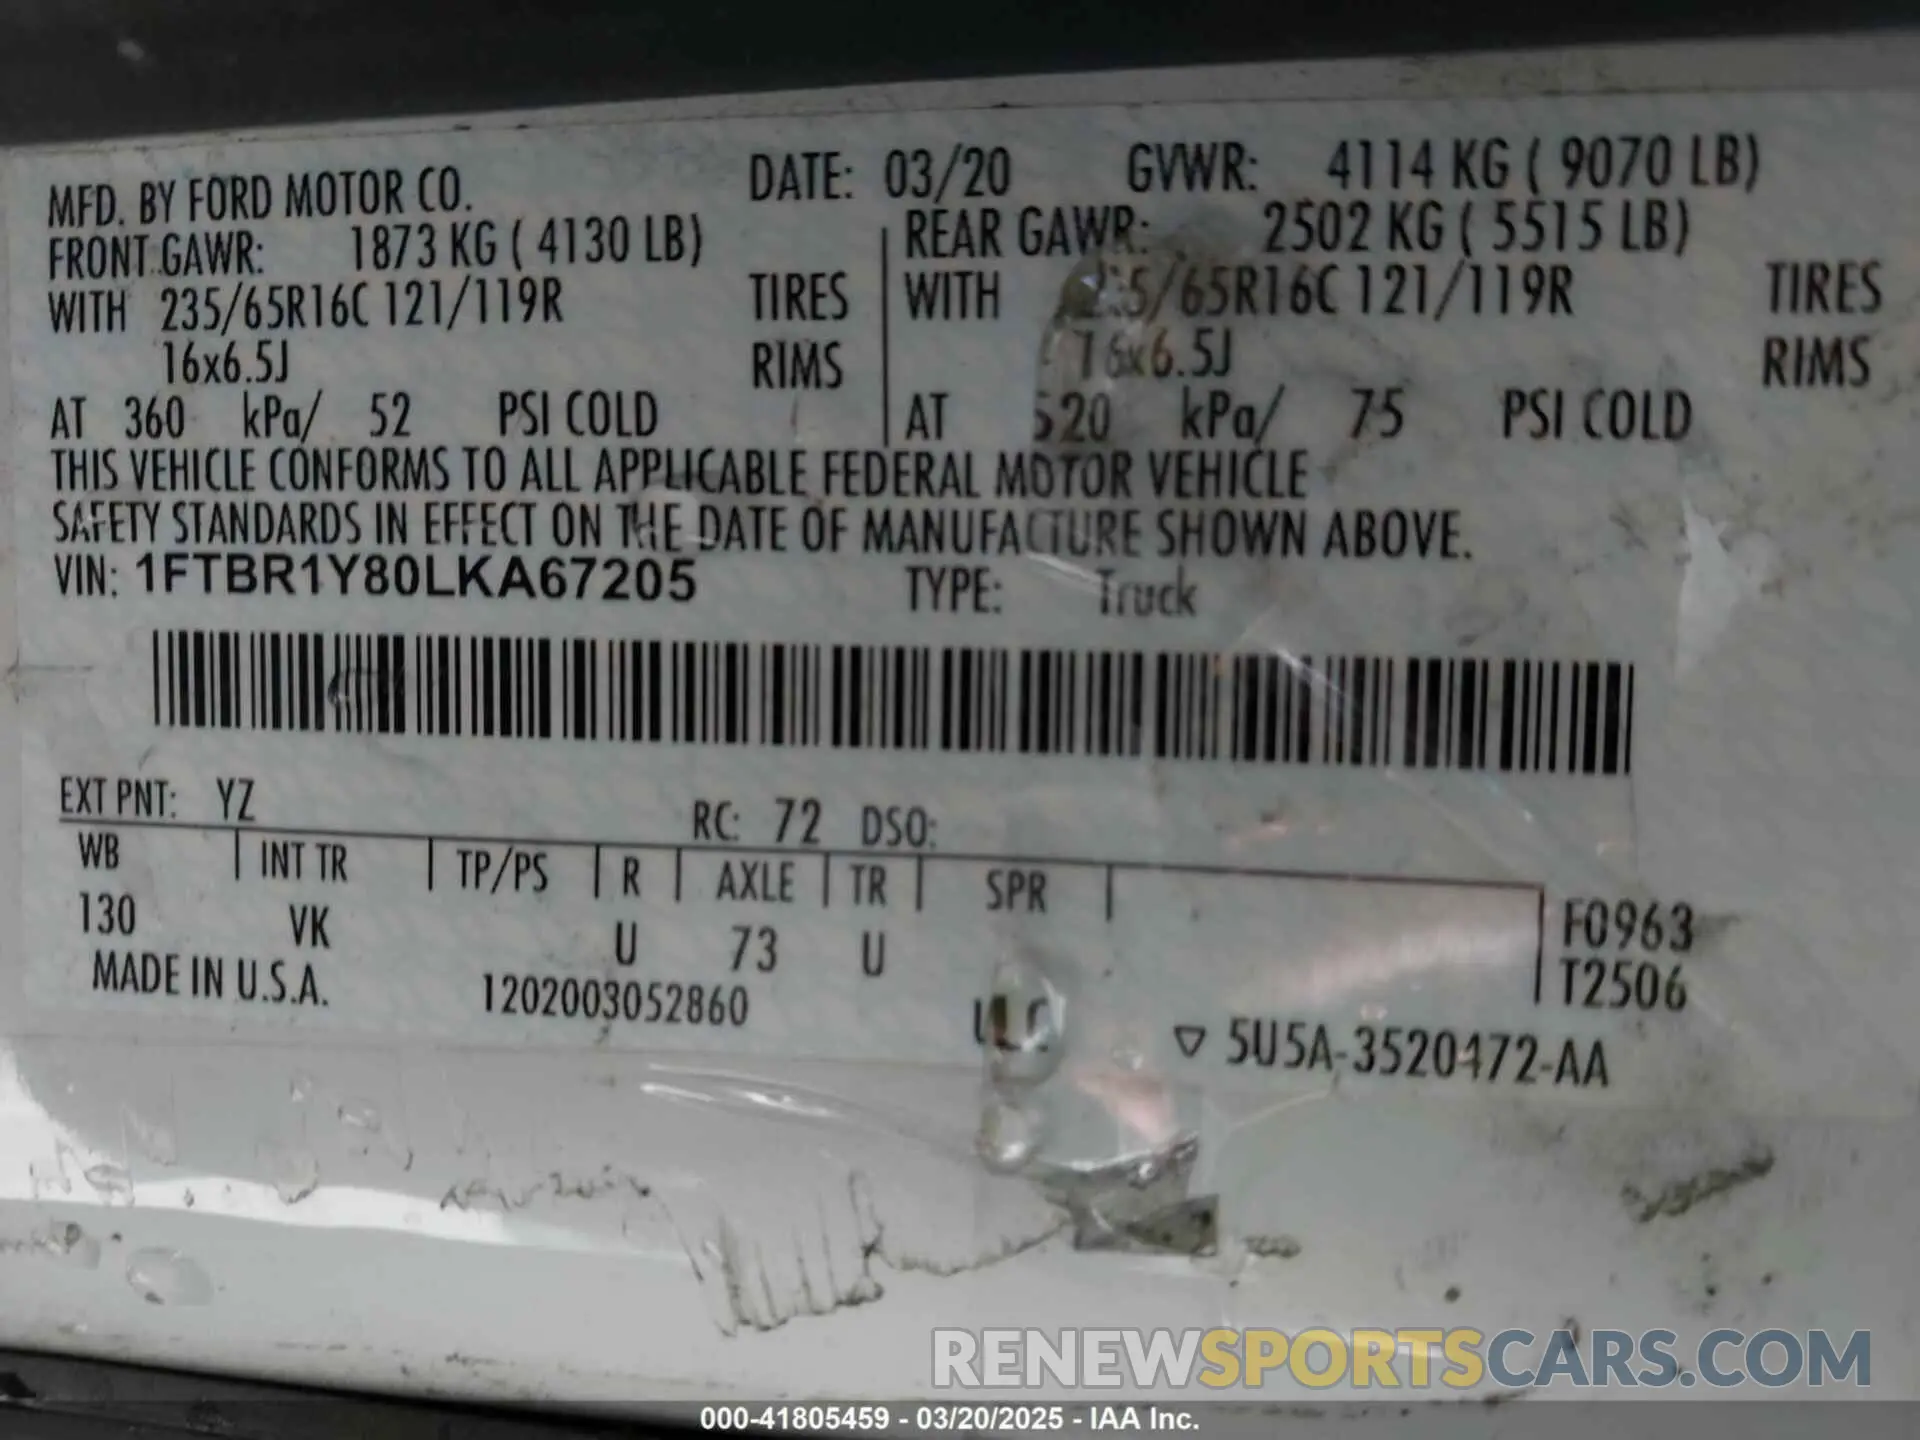 MFD. BY FORD MOTOR CO. DATE: 03/20 GVWR: 4114 KG ( 9070 LB)
FRONT GAWR: 1873 KG ( 4130 LB) REAR GAWR: 2502 KG ( 5515 LB)
WITH 235/65R16C 121/119R TIRES WITH 235/65R16C 121/119R TIRES
16x6.5J RIMS 16x6.5J RIMS
AT 360 kPa/ 52 PSI COLD AT 520 kPa/ 75 PSI COLD
THIS VEHICLE CONFORMS TO ALL APPLICABLE FEDERAL MOTOR VEHICLE
SAFETY STANDARDS IN EFFECT ON THE DATE OF MANUFACTURE SHOWN ABOVE.
VIN: 1FTBR1Y80LKA67205 TYPE: Truck
EXT PNT: YZ RC: 72 DSO:
WB INT TR TP/PS R AXLE TR SPR
130 VK U 73 U F0963
T2506
MADE IN U.S.A. 1202003052860
▽ 5U5A-3520472-AA
RENEWSPORTSCARS.COM
000-41805459 - 03/20/2025 - IAA Inc.